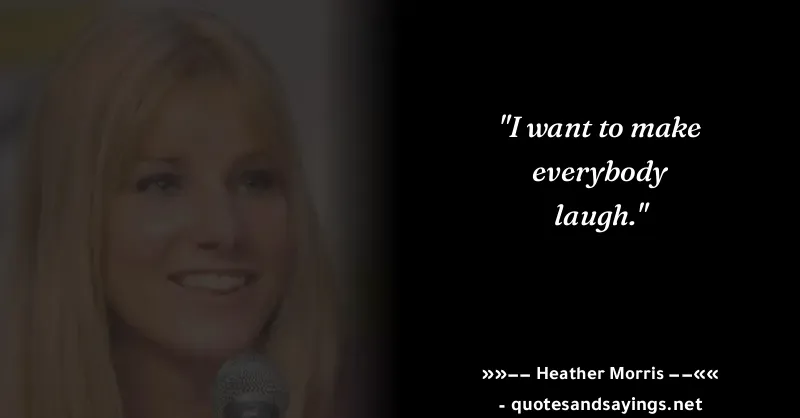 "I want to make
everybody
laugh."
»»–– Heather Morris ––««
- quotesandsayings.net